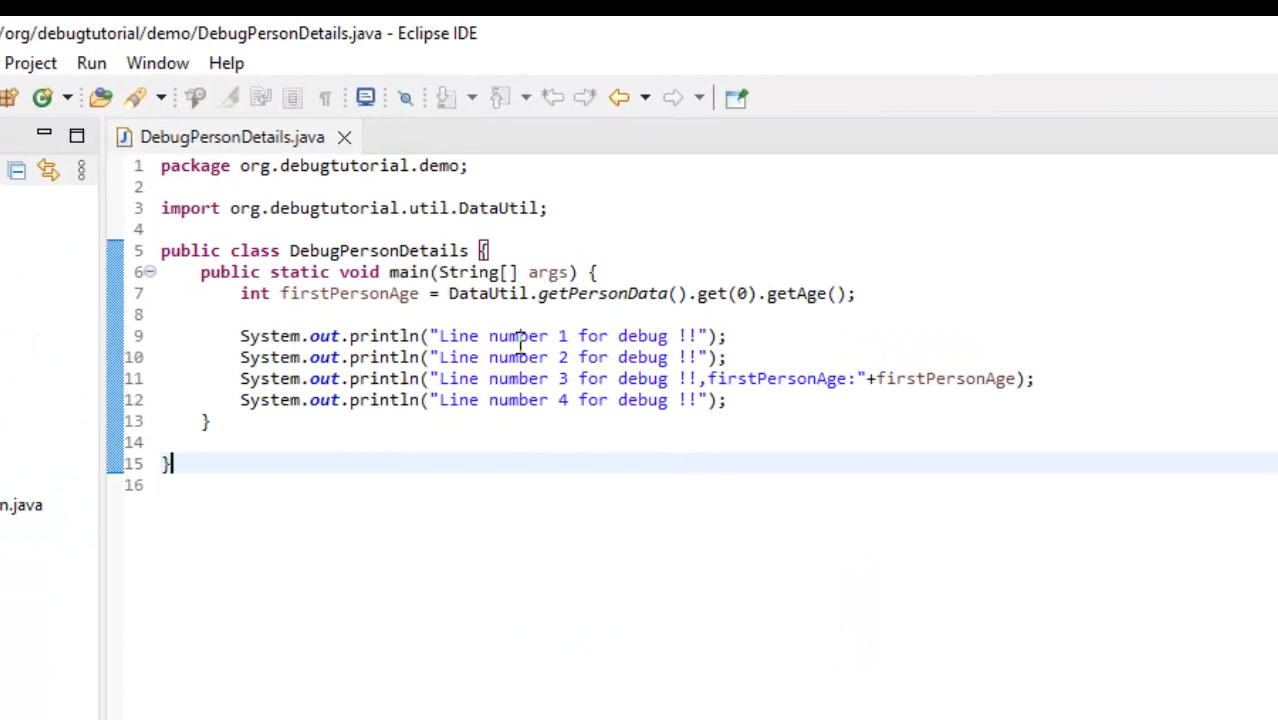 /org/debugtutorial/demo/DebugPersonDetails.java - Eclipse IDE
Project Run Window Help
DebugPersonDetails.java
1 package org.debugtutorial.demo;
2
3 import org.debugtutorial.util.DataUtil;
4
5 public class DebugPersonDetails {
6 public static void main(String[] args) {
7 int firstPersonAge = DataUtil.getPersonData().get(0).getAge();
8
9 System.out.println("Line number 1 for debug !!");
10 System.out.println("Line number 2 for debug !!");
11 System.out.println("Line number 3 for debug !!,firstPersonAge:"+firstPersonAge);
12 System.out.println("Line number 4 for debug !!");
13 }
14
15 }
16
n.java